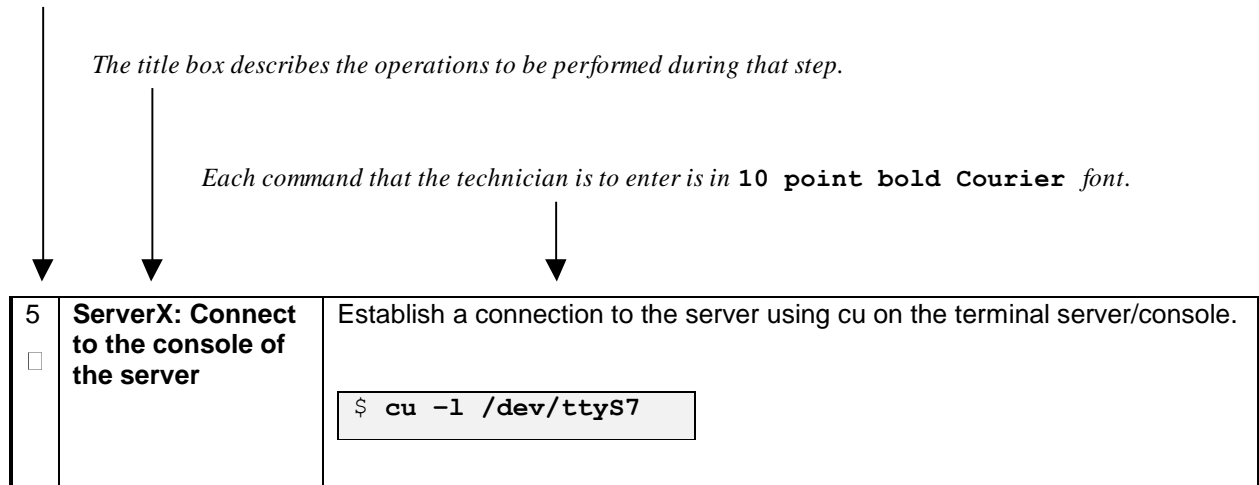 The title box describes the operations to be performed during that step.
Each command that the technician is to enter is in 10 point bold Courier font.
5
ServerX: Connect
to the console of
the server
Establish a connection to the server using cu on the terminal server/console.
$ cu –l /dev/ttyS7